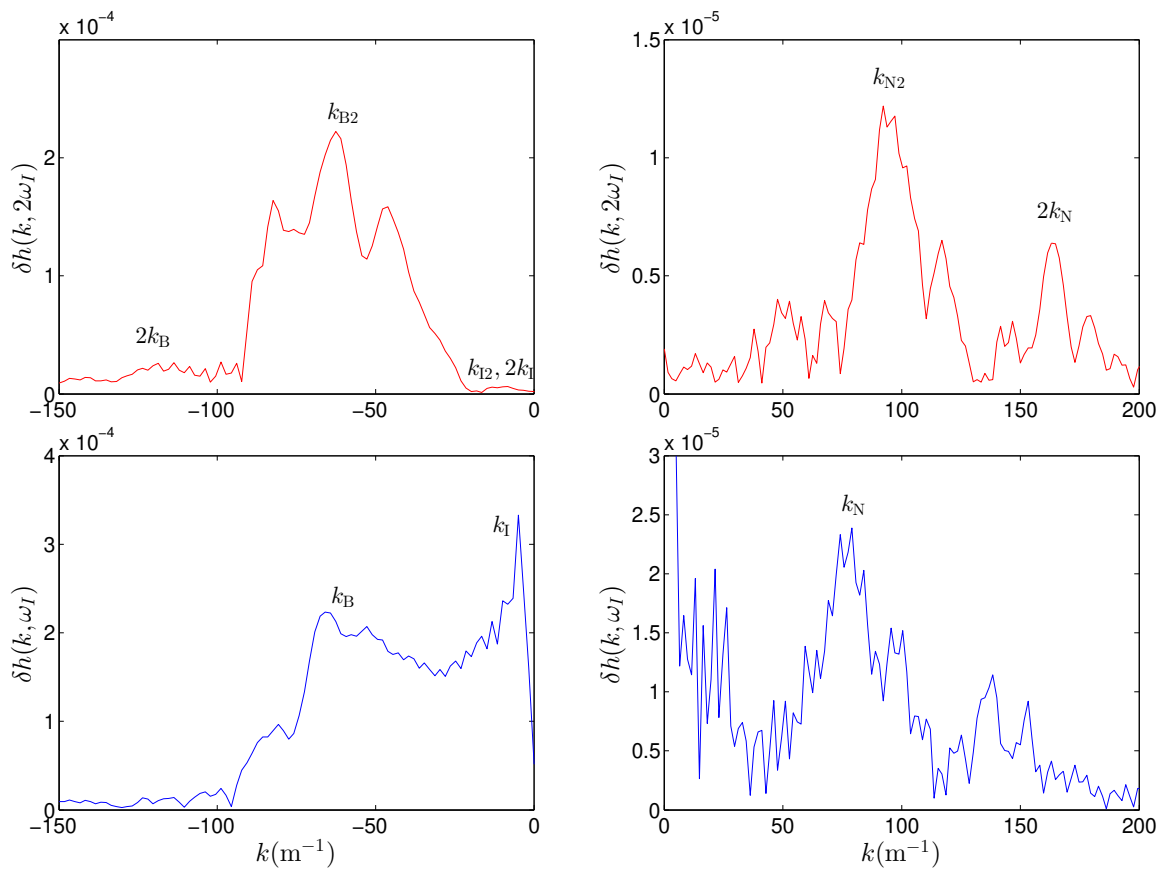 x 10⁻⁴
δh(k, 2ω_I)
2
1
0
k_B2
2k_B
k_I2, 2k_I
−150 −100 −50 0
x 10⁻⁵
δh(k, 2ω_I)
1.5
1
0.5
0
k_N2
2k_N
0 50 100 150 200
x 10⁻⁴
δh(k, ω_I)
4
3
2
1
0
k_I
k_B
−150 −100 −50 0
k(m⁻¹)
x 10⁻⁵
δh(k, ω_I)
3
2.5
2
1.5
1
0.5
0
k_N
0 50 100 150 200
k(m⁻¹)